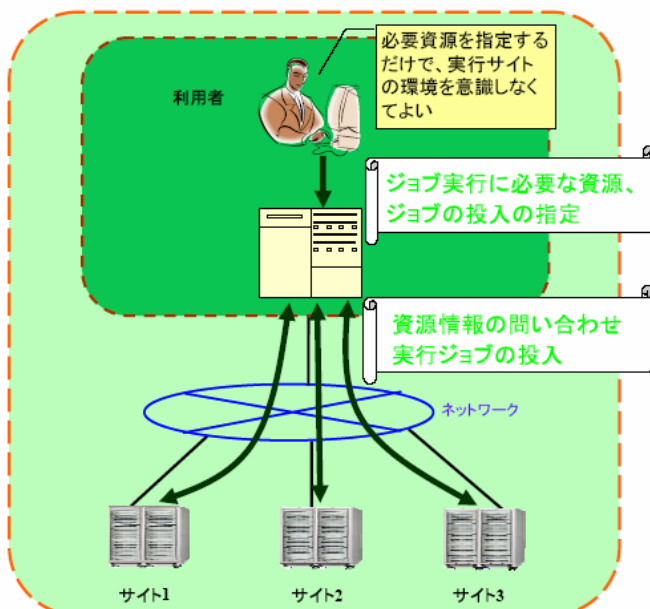 必要資源を指定する
だけで、実行サイト
の環境を意識しなく
てよい
利用者
ジョブ実行に必要な資源、
ジョブの投入の指定
資源情報の問い合わせ
実行ジョブの投入
ネットワーク
サイト1
サイト2
サイト3